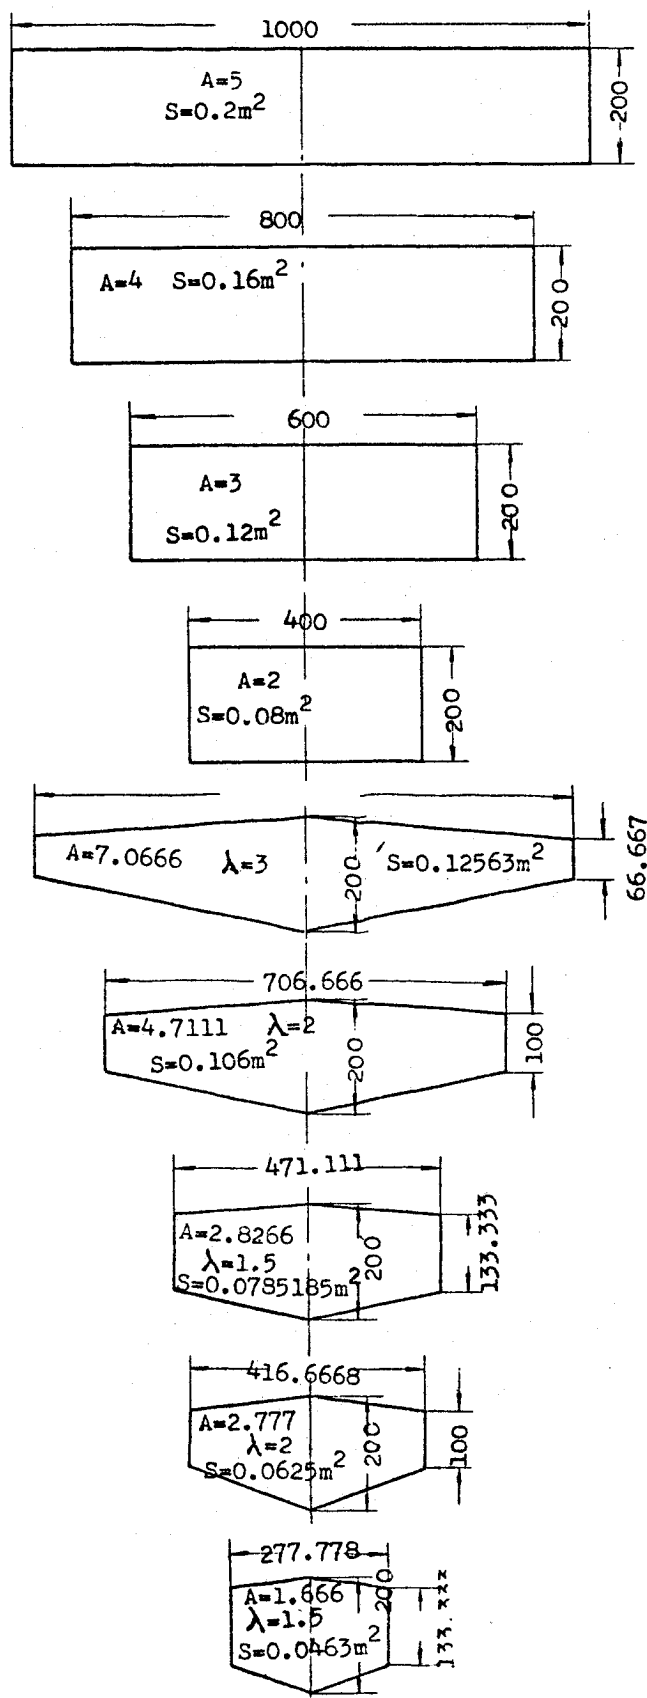 1000
A=5
S=0.2m²
200
800
A=4 S=0.16m²
200
600
A=3
S=0.12m²
200
400
A=2
S=0.08m²
200
A=7.0666 λ=3 S=0.12563m²
200
66.667
706.666
A=4.7111 λ=2
S=0.106m²
200
100
471.111
A=2.8266
λ=1.5
S=0.0785185m²
200
133.333
416.6668
A=2.777
λ=2
S=0.0625m²
200
100
277.778
A=1.666
λ=1.5
S=0.0463m²
200
133.333